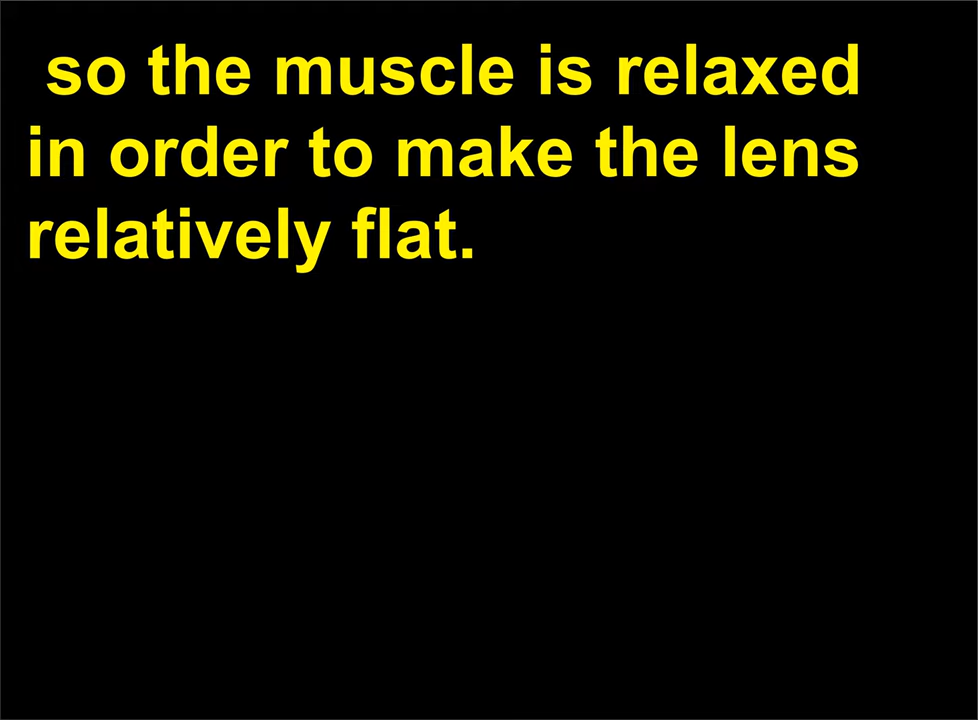 so the muscle is relaxed
in order to make the lens
relatively flat.